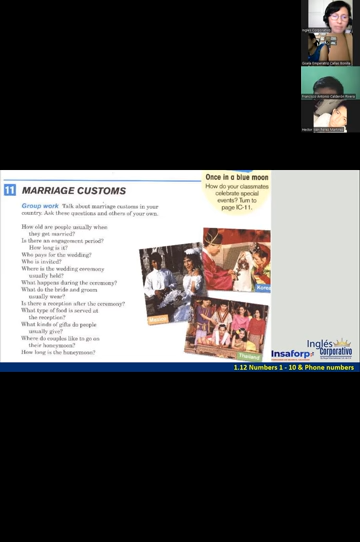 Once in a blue moon
How do your classmates
celebrate special
events? Turn to
page IC-11.
11 MARRIAGE CUSTOMS
Group work Talk about marriage customs in your
country. Ask these questions and others of your own.
How old are people usually when
they get married?
Is there an engagement period?
How long is it?
Who pays for the wedding?
Who is invited?
Where is the wedding ceremony
usually held?
What happens during the ceremony?
What do the bride and groom
usually wear?
Is there a reception after the ceremony?
What type of food is served at
the reception?
What kinds of gifts do people
usually give?
Where do couples like to go on
their honeymoon?
How long is the honeymoon?
Thailand
Insaforp
Inglés
Corporativo
1.12 Numbers 1 - 10 & Phone numbers